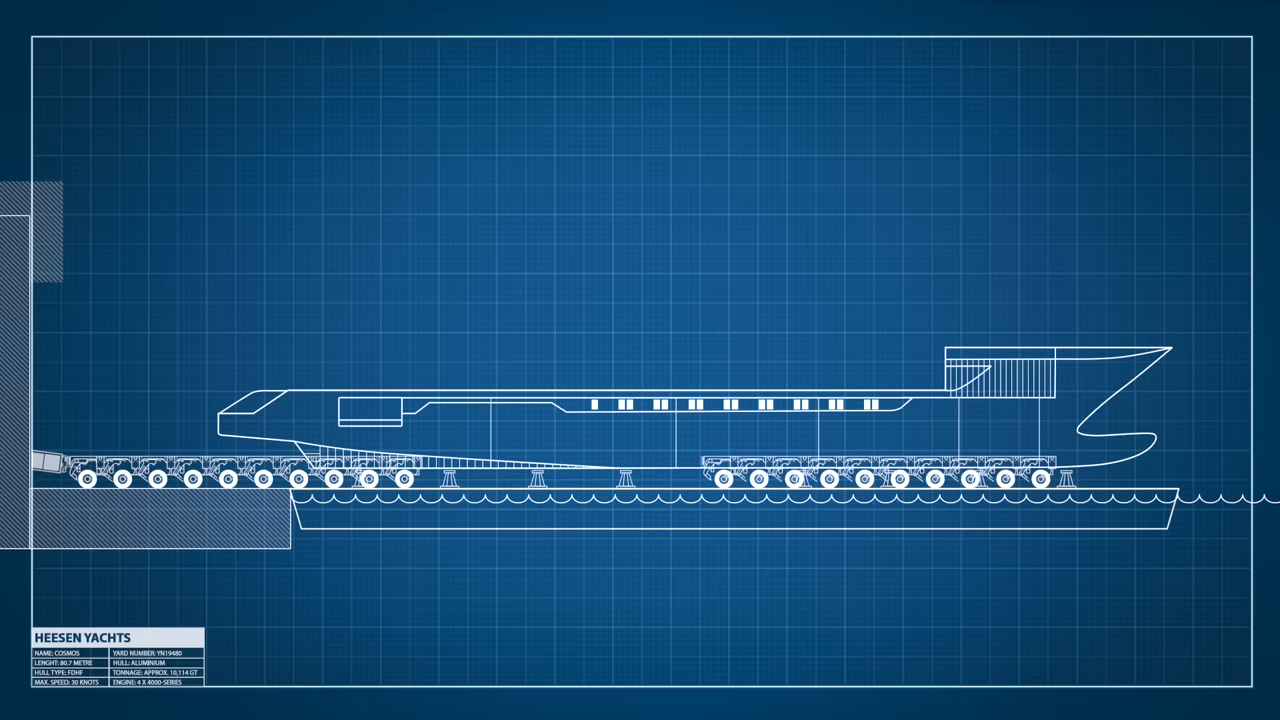 HEESEN YACHTS
NAME: COSMOS YARD NUMBER: YN19480
LENGHT: 80.7 METRE HULL: ALUMINIUM
HULL TYPE: FDHF TONNAGE: APPROX. 10,114 GT
MAX. SPEED: 30 KNOTS ENGINE: 4 X 4000-SERIES